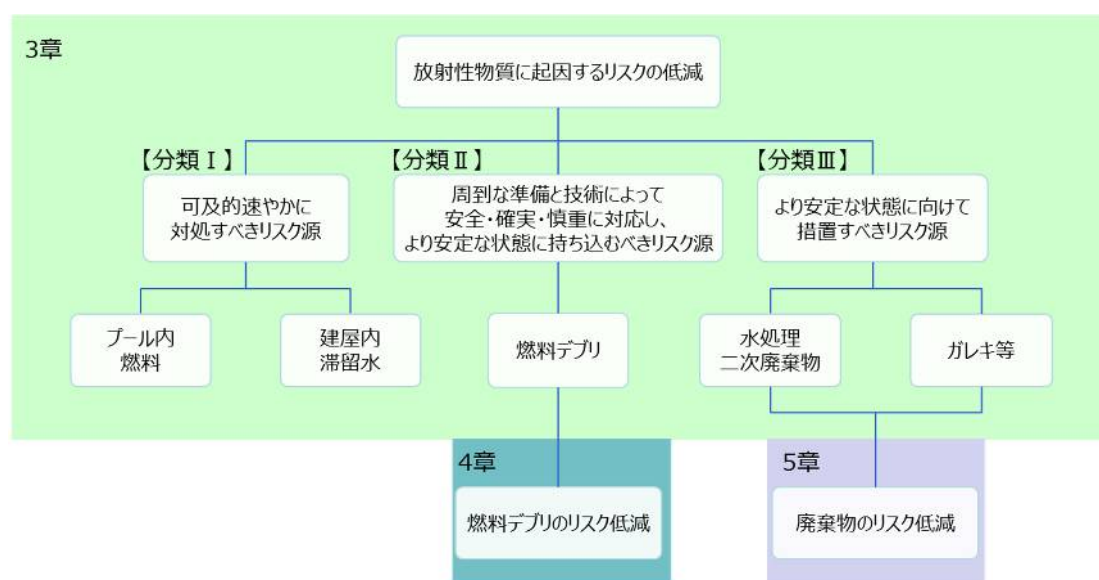 3章
放射性物質に起因するリスクの低減
【分類Ⅰ】
可及的速やかに
対処すべきリスク源
【分類Ⅱ】
周到な準備と技術によって
安全・確実・慎重に対応し、
より安定な状態に持ち込むべきリスク源
【分類Ⅲ】
より安定な状態に向けて
措置すべきリスク源
プール内
燃料
建屋内
滞留水
燃料デブリ
水処理
二次廃棄物
ガレキ等
4章
燃料デブリのリスク低減
5章
廃棄物のリスク低減